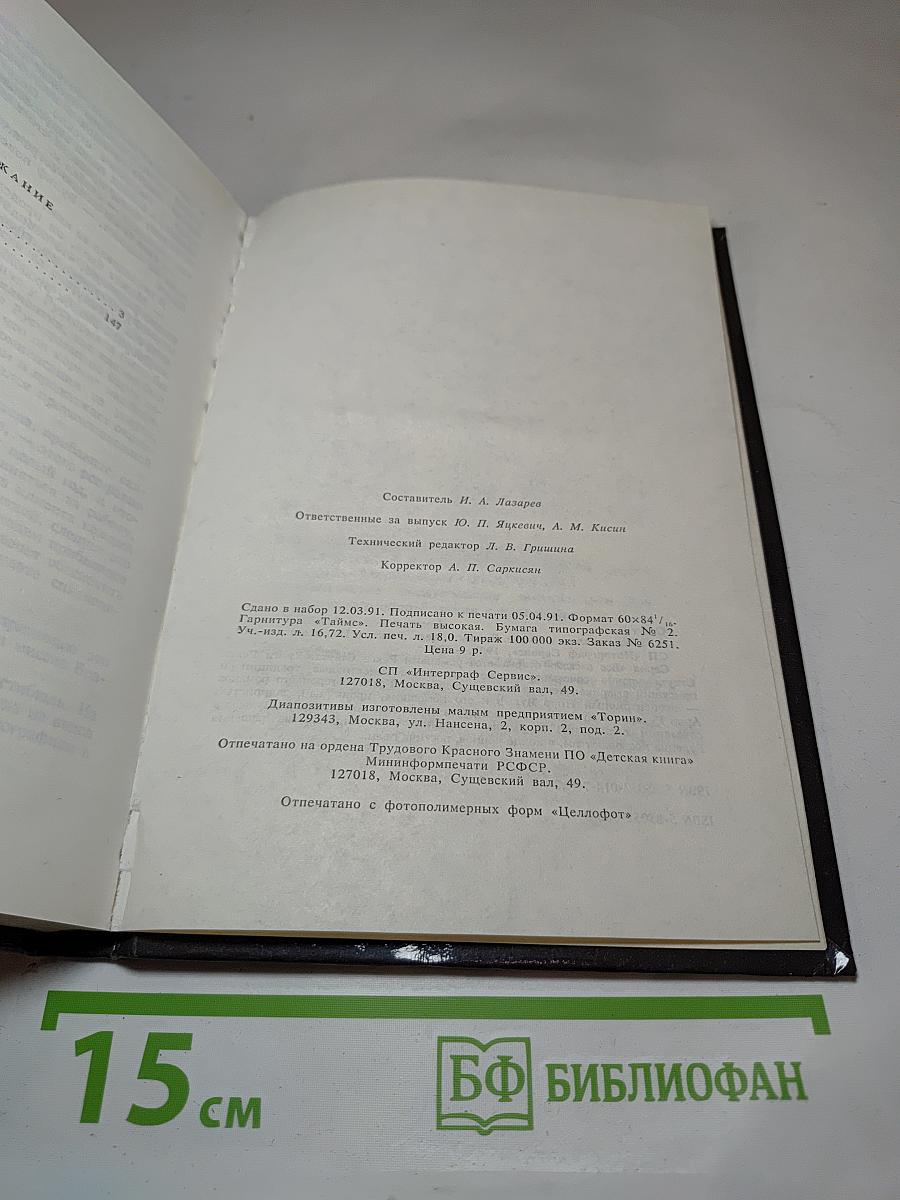 ЖАНИЕ
3
147
Составитель И. А. Лазарев
Ответственные за выпуск Ю. П. Яцкевич, А. М. Кисин
Технический редактор Л. В. Гришина
Корректор А. П. Саркисян
Сдано в набор 12.03.91. Подписано к печати 05.04.91. Формат 60×84¹/₁₆.
Гарнитура «Таймс». Печать высокая. Бумага типографская № 2.
Уч.-изд. л. 16,72. Усл. печ. л. 18,0. Тираж 100 000 экз. Заказ № 6251.
Цена 9 р.
СП «Интерграф Сервис».
127018, Москва, Сущевский вал, 49.
Диапозитивы изготовлены малым предприятием «Торин».
129343, Москва, ул. Нансена, 2, корп. 2, под. 2.
Отпечатано на ордена Трудового Красного Знамени ПО «Детская книга»
Мининформпечати РСФСР.
127018, Москва, Сущевский вал, 49.
Отпечатано с фотополимерных форм «Целлофот»
15 см
БФ БИБЛИОФАН